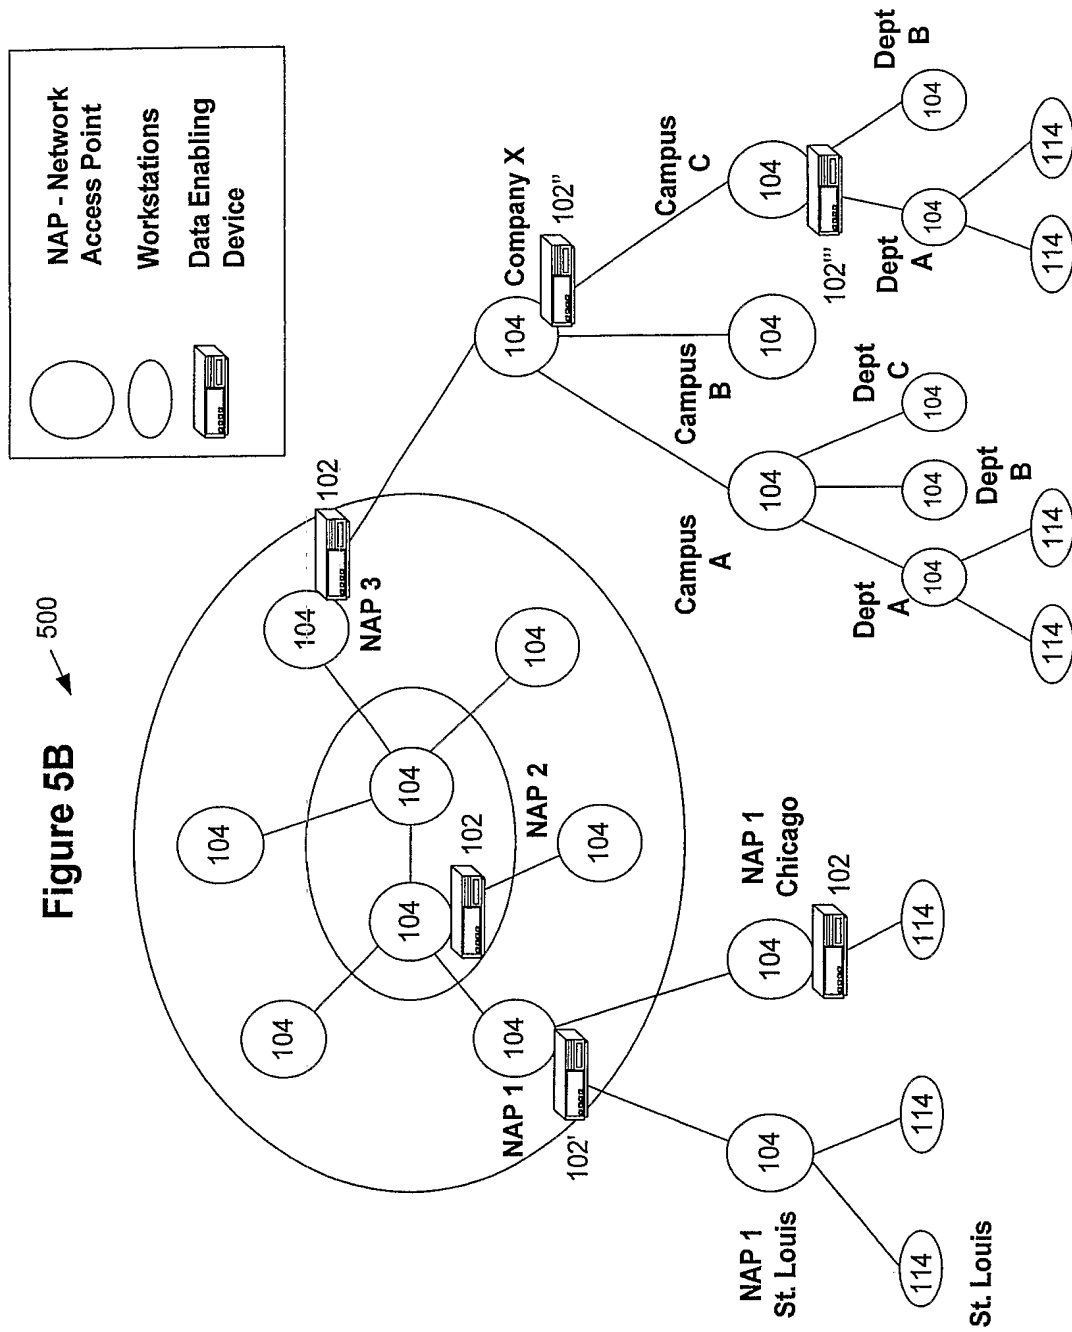 Figure 5B
500
NAP - Network
Access Point
Workstations
Data Enabling
Device
104
104
104
102
NAP 3
104
104
102
NAP 1
104
NAP 2
104
104
Company X
102'
102''
104
NAP 1
St. Louis
104
NAP 1
Chicago
104
102
Campus
A
104
Campus
B
104
Campus
C
104
102'''
114
114
114
St. Louis
Dept
A
104
104
Dept
B
Dept
C
104
Dept
A
104
Dept
B
104
114
114
114
114